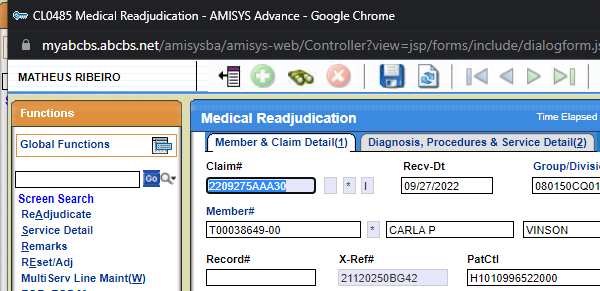 CL0485 Medical Readjudication - AMISYS Advance - Google Chrome
myabcbs.abcbs.net/amisysba/amisys-web/Controller?view=jsp/forms/include/dialogform.js
MATHEUS RIBEIRO
Functions
Global Functions
Go
Screen Search
ReAdjudicate
Service Detail
Remarks
REset/Adj
MultiServ Line Maint(W)
Medical Readjudication
Time Elapsed
Member & Claim Detail(1)
Diagnosis, Procedures & Service Detail(2)
Claim# Recv-Dt Group/Divisi
2209275AAA30 * I 09/27/2022 080150CQ01
Member#
T00038649-00 * CARLA P VINSON
Record# X-Ref# PatCtl
21120250BG42 H1010996522000